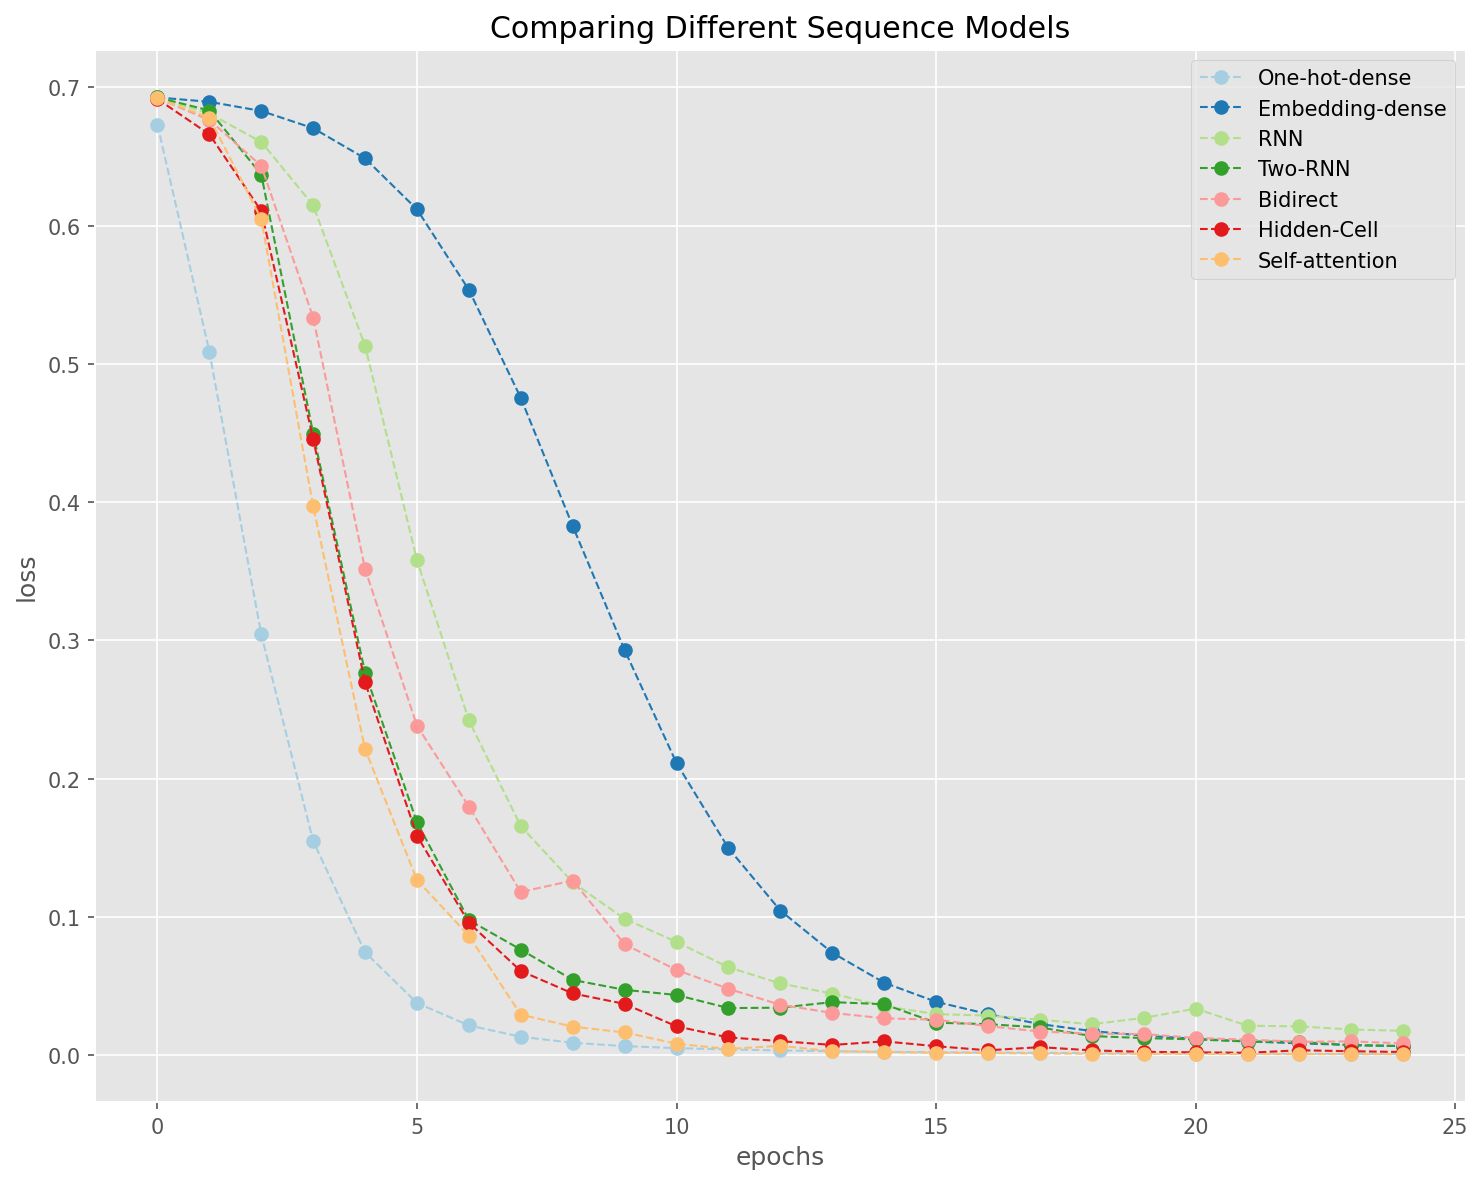 Comparing Different Sequence Models
One-hot-dense
Embedding-dense
RNN
Two-RNN
Bidirect
Hidden-Cell
Self-attention
0.7
0.6
0.5
0.4
0.3
0.2
0.1
0.0
loss
0 5 10 15 20 25
epochs